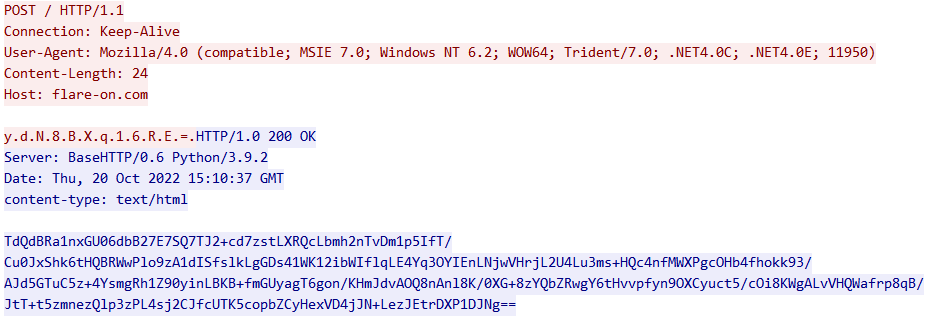 POST / HTTP/1.1
Connection: Keep-Alive
User-Agent: Mozilla/4.0 (compatible; MSIE 7.0; Windows NT 6.2; WOW64; Trident/7.0; .NET4.0C; .NET4.0E; 11950)
Content-Length: 24
Host: flare-on.com

y.d.N.8.B.X.q.1.6.R.E.=.HTTP/1.0 200 OK
Server: BaseHTTP/0.6 Python/3.9.2
Date: Thu, 20 Oct 2022 15:10:37 GMT
content-type: text/html

TdQdBRa1nxGU06dbB27E7SQ7TJ2+cd7zstLXRQcLbmh2nTvDm1p5IfT/
Cu0JxShk6tHQBRWwPlo9zA1dISfslkLgGDs41WK12ibWIflqLE4Yq3OYIEnLNjwVHrjL2U4Lu3ms+HQc4nfMWXPgcOHb4fhokk93/
AJd5GTuC5z+4YsmgRh1Z90yinLBKB+fmGUyagT6gon/KHmJdvAOQ8nAnl8K/0XG+8zYQbZRwgY6tHvvpfyn9OXCyuct5/cOi8KWgALvVHQWafrp8qB/
JtT+t5zmnezQlp3zPL4sj2CJfcUTK5copbZCyHexVD4jJN+LezJEtrDXP1DJNg==